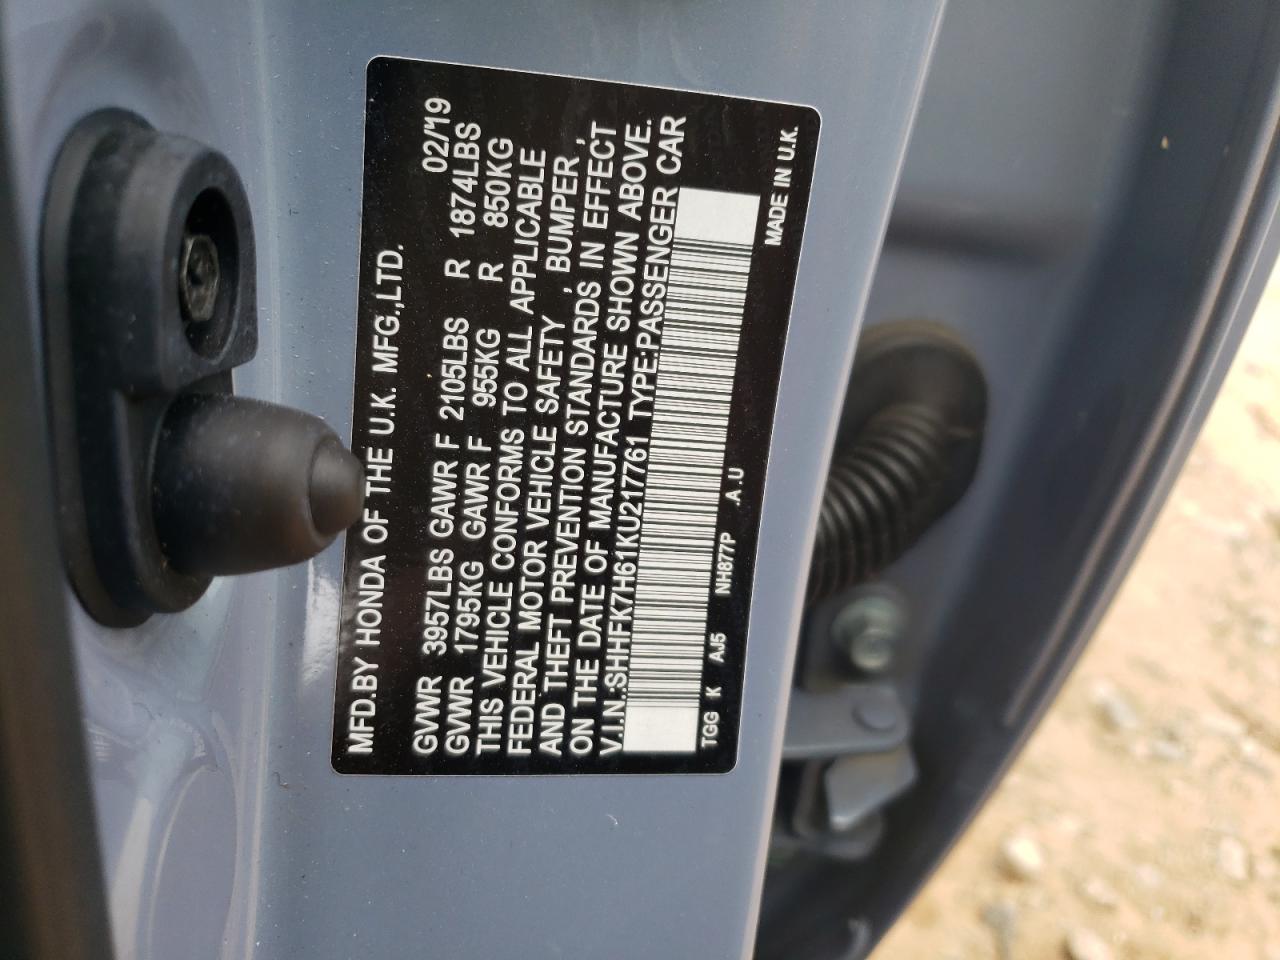 MFD.BY HONDA OF THE U.K. MFG.,LTD.
02/'19
GVWR 3957LBS GAWR F 2105LBS R 1874LBS
GVWR 1795KG GAWR F 955KG R 850KG
THIS VEHICLE CONFORMS TO ALL APPLICABLE
FEDERAL MOTOR VEHICLE SAFETY , BUMPER ,
AND THEFT PREVENTION STANDARDS IN EFFECT
ON THE DATE OF MANUFACTURE SHOWN ABOVE.
V.I.N.:SHHFK7H61KU217761 TYPE:PASSENGER CAR
TGG K AJ5 NH877P .A .U
MADE IN U.K.